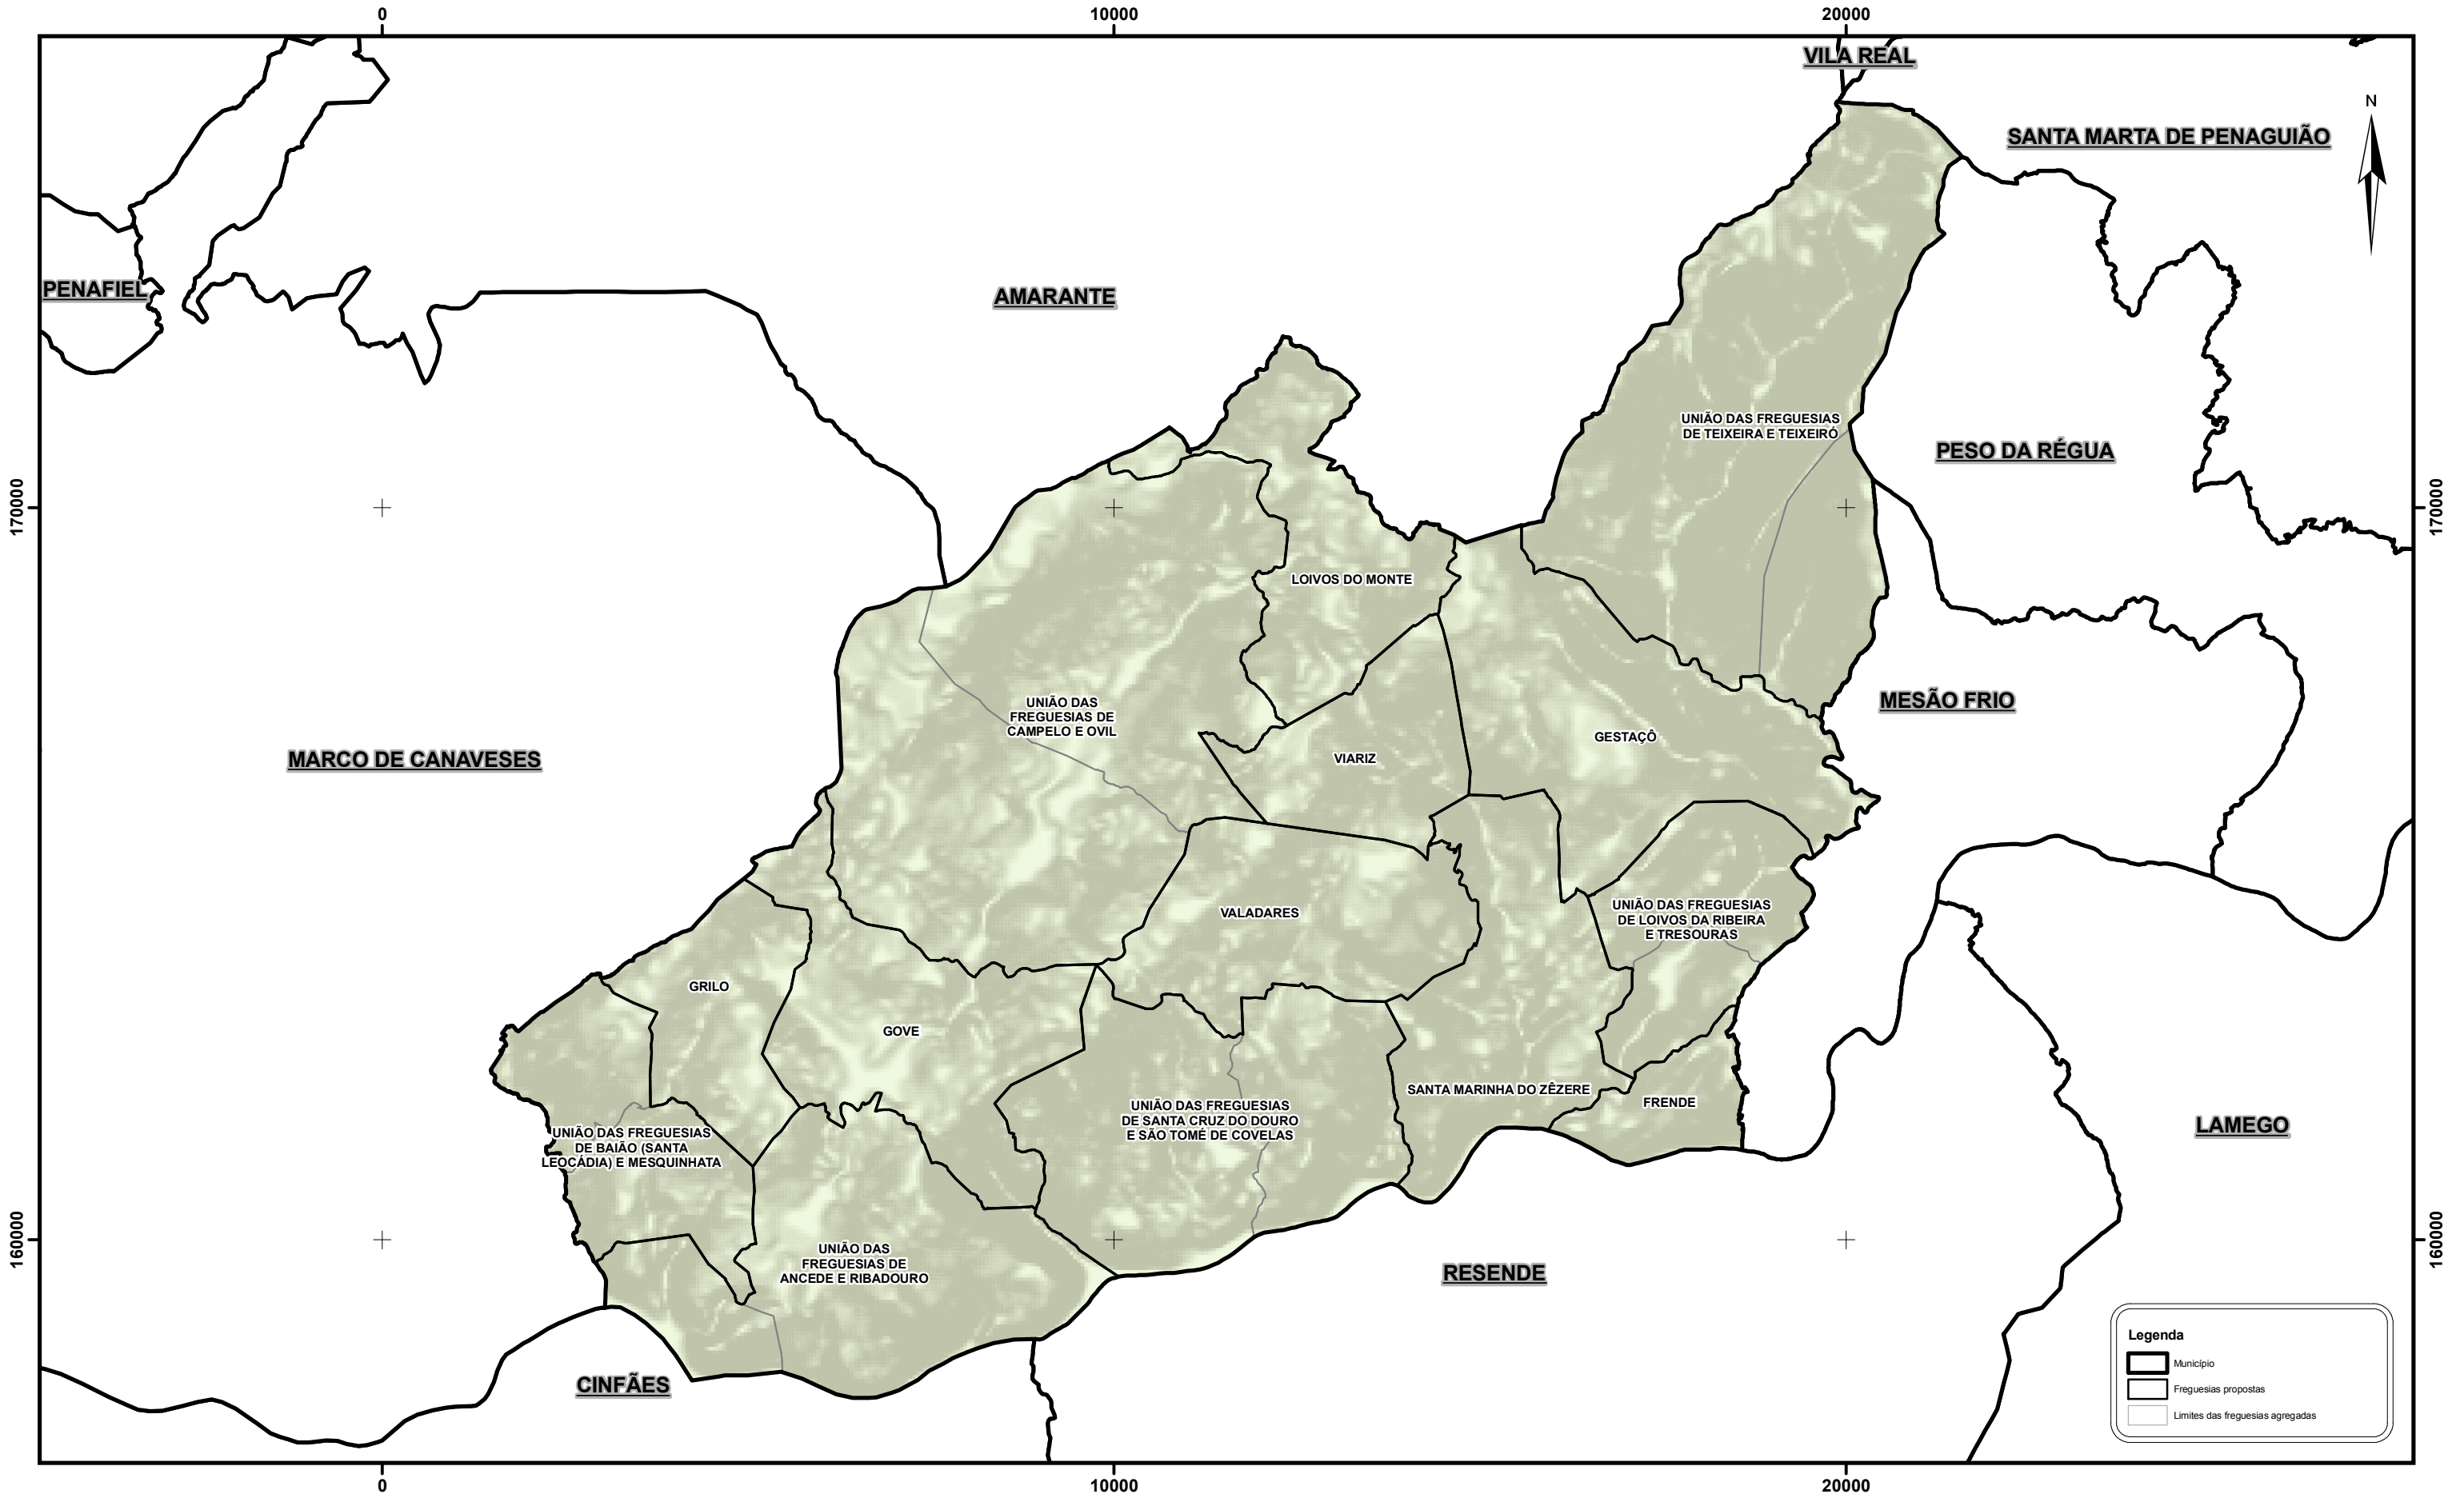 0
10000
20000
VILA REAL
N
SANTA MARTA DE PENAGUIÃO
PENAFIEL
AMARANTE
UNIÃO DAS FREGUESIAS
DE TEIXEIRA E TEIXEIRÓ
PESO DA RÉGUA
170000
170000
LOIVOS DO MONTE
MESÃO FRIO
UNIÃO DAS
FREGUESIAS DE
CAMPELO E OVIL
GESTAÇÔ
MARCO DE CANAVESES
VIARIZ
VALADARES
UNIÃO DAS FREGUESIAS
DE LOIVOS DA RIBEIRA
E TRESOURAS
GRILO
GOVE
SANTA MARINHA DO ZÊZERE
FRENDE
UNIÃO DAS FREGUESIAS
DE SANTA CRUZ DO DOURO
E SÃO TOMÉ DE COVELAS
LAMEGO
UNIÃO DAS FREGUESIAS
DE BAIÃO (SANTA
LEOCÁDIA) E MESQUINHATA
160000
160000
UNIÃO DAS
FREGUESIAS DE
ANCEDE E RIBADOURO
RESENDE
CINFÃES
Legenda
Município
Freguesias propostas
Limites das freguesias agregadas
0
10000
20000